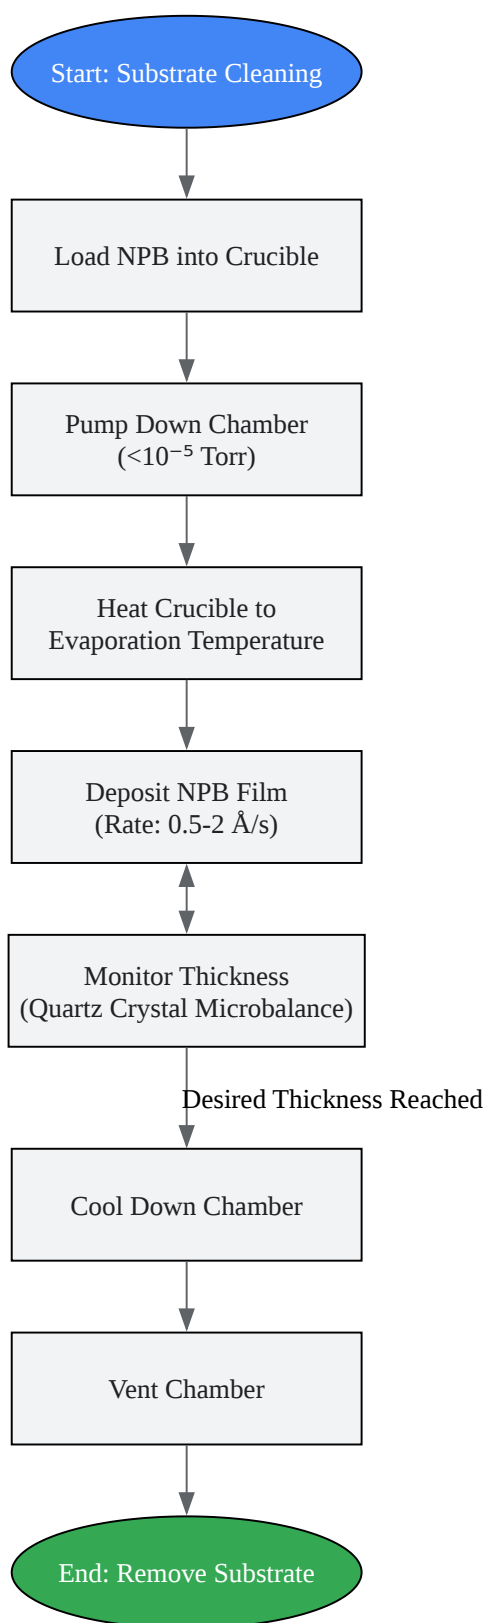 Start: Substrate Cleaning
Load NPB into Crucible
Pump Down Chamber
(<10⁻⁵ Torr)
Heat Crucible to
Evaporation Temperature
Deposit NPB Film
(Rate: 0.5-2 Å/s)
Monitor Thickness
(Quartz Crystal Microbalance)
Desired Thickness Reached
Cool Down Chamber
Vent Chamber
End: Remove Substrate